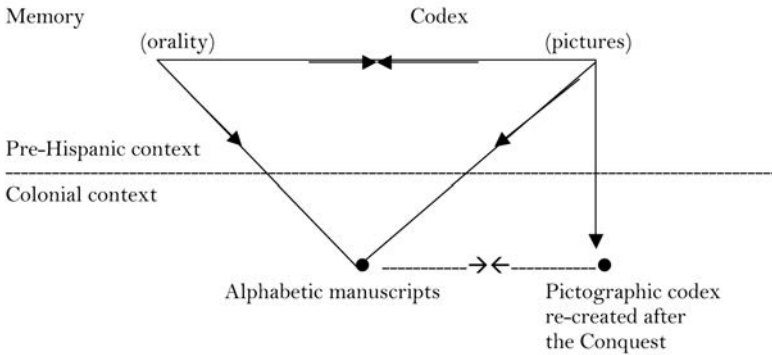 Memory Codex
(orality) (pictures)
Pre-Hispanic context
Colonial context
Alphabetic manuscripts Pictographic codex
re-created after
the Conquest